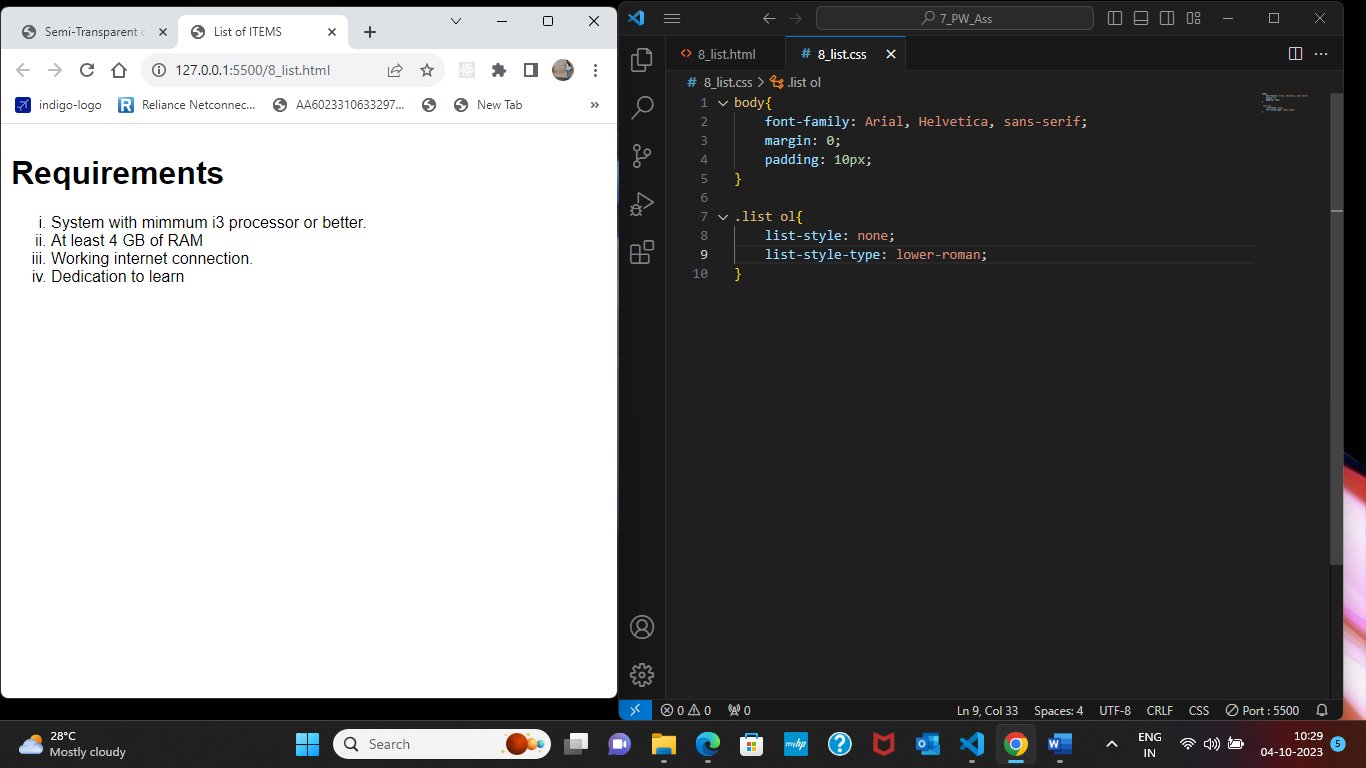 Semi-Transparent c
List of ITEMS
127.0.0.1:5500/8_list.html
indigo-logo
Reliance Netconnec...
AA6023310633297...
New Tab
»
Requirements
i. System with mimmum i3 processor or better.
ii. At least 4 GB of RAM
iii. Working internet connection.
iv. Dedication to learn
7_PW_Ass
8_list.html
# 8_list.css
# 8_list.css > .list ol
1 body{
2 font-family: Arial, Helvetica, sans-serif;
3 margin: 0;
4 padding: 10px;
5 }
6
7 .list ol{
8 list-style: none;
9 list-style-type: lower-roman;
10 }
0 0 0
Ln 9, Col 33 Spaces: 4 UTF-8 CRLF CSS Port : 5500
28°C
Mostly cloudy
Search
myhp
ENG
IN
10:29
04-10-2023
5